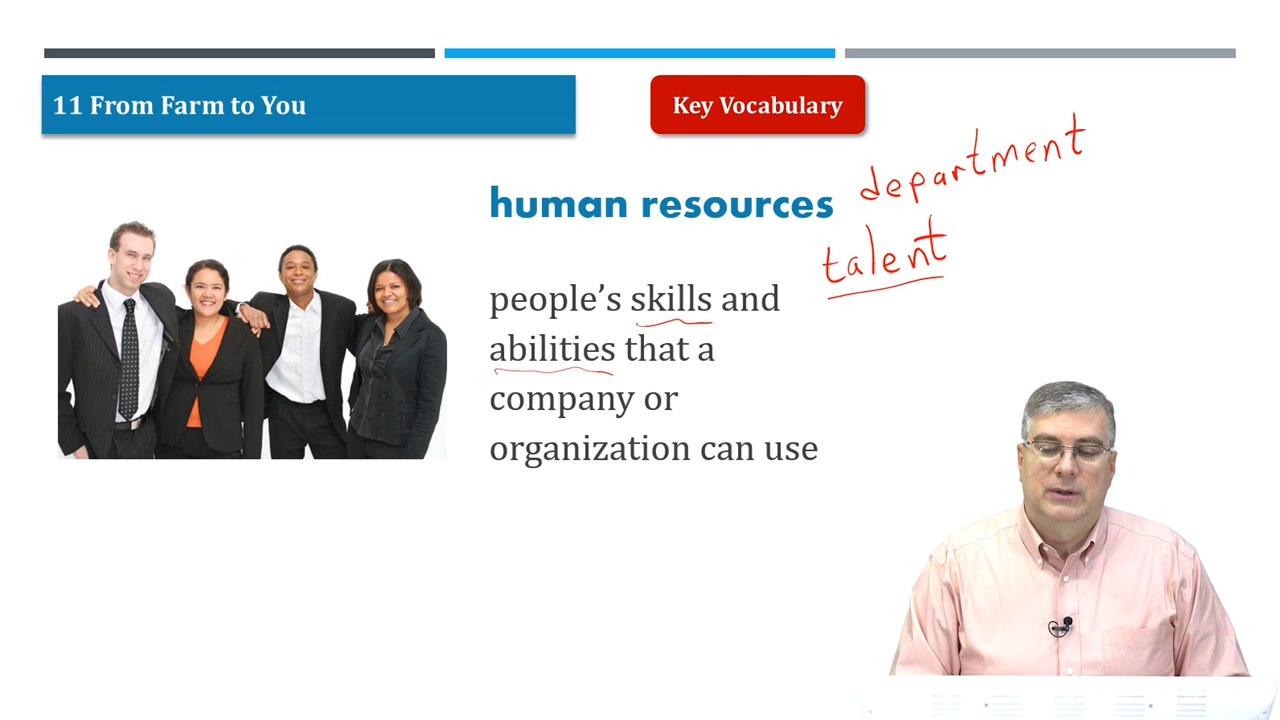 11 From Farm to You
Key Vocabulary
human resources
department
talent
people’s skills and
abilities that a
company or
organization can use